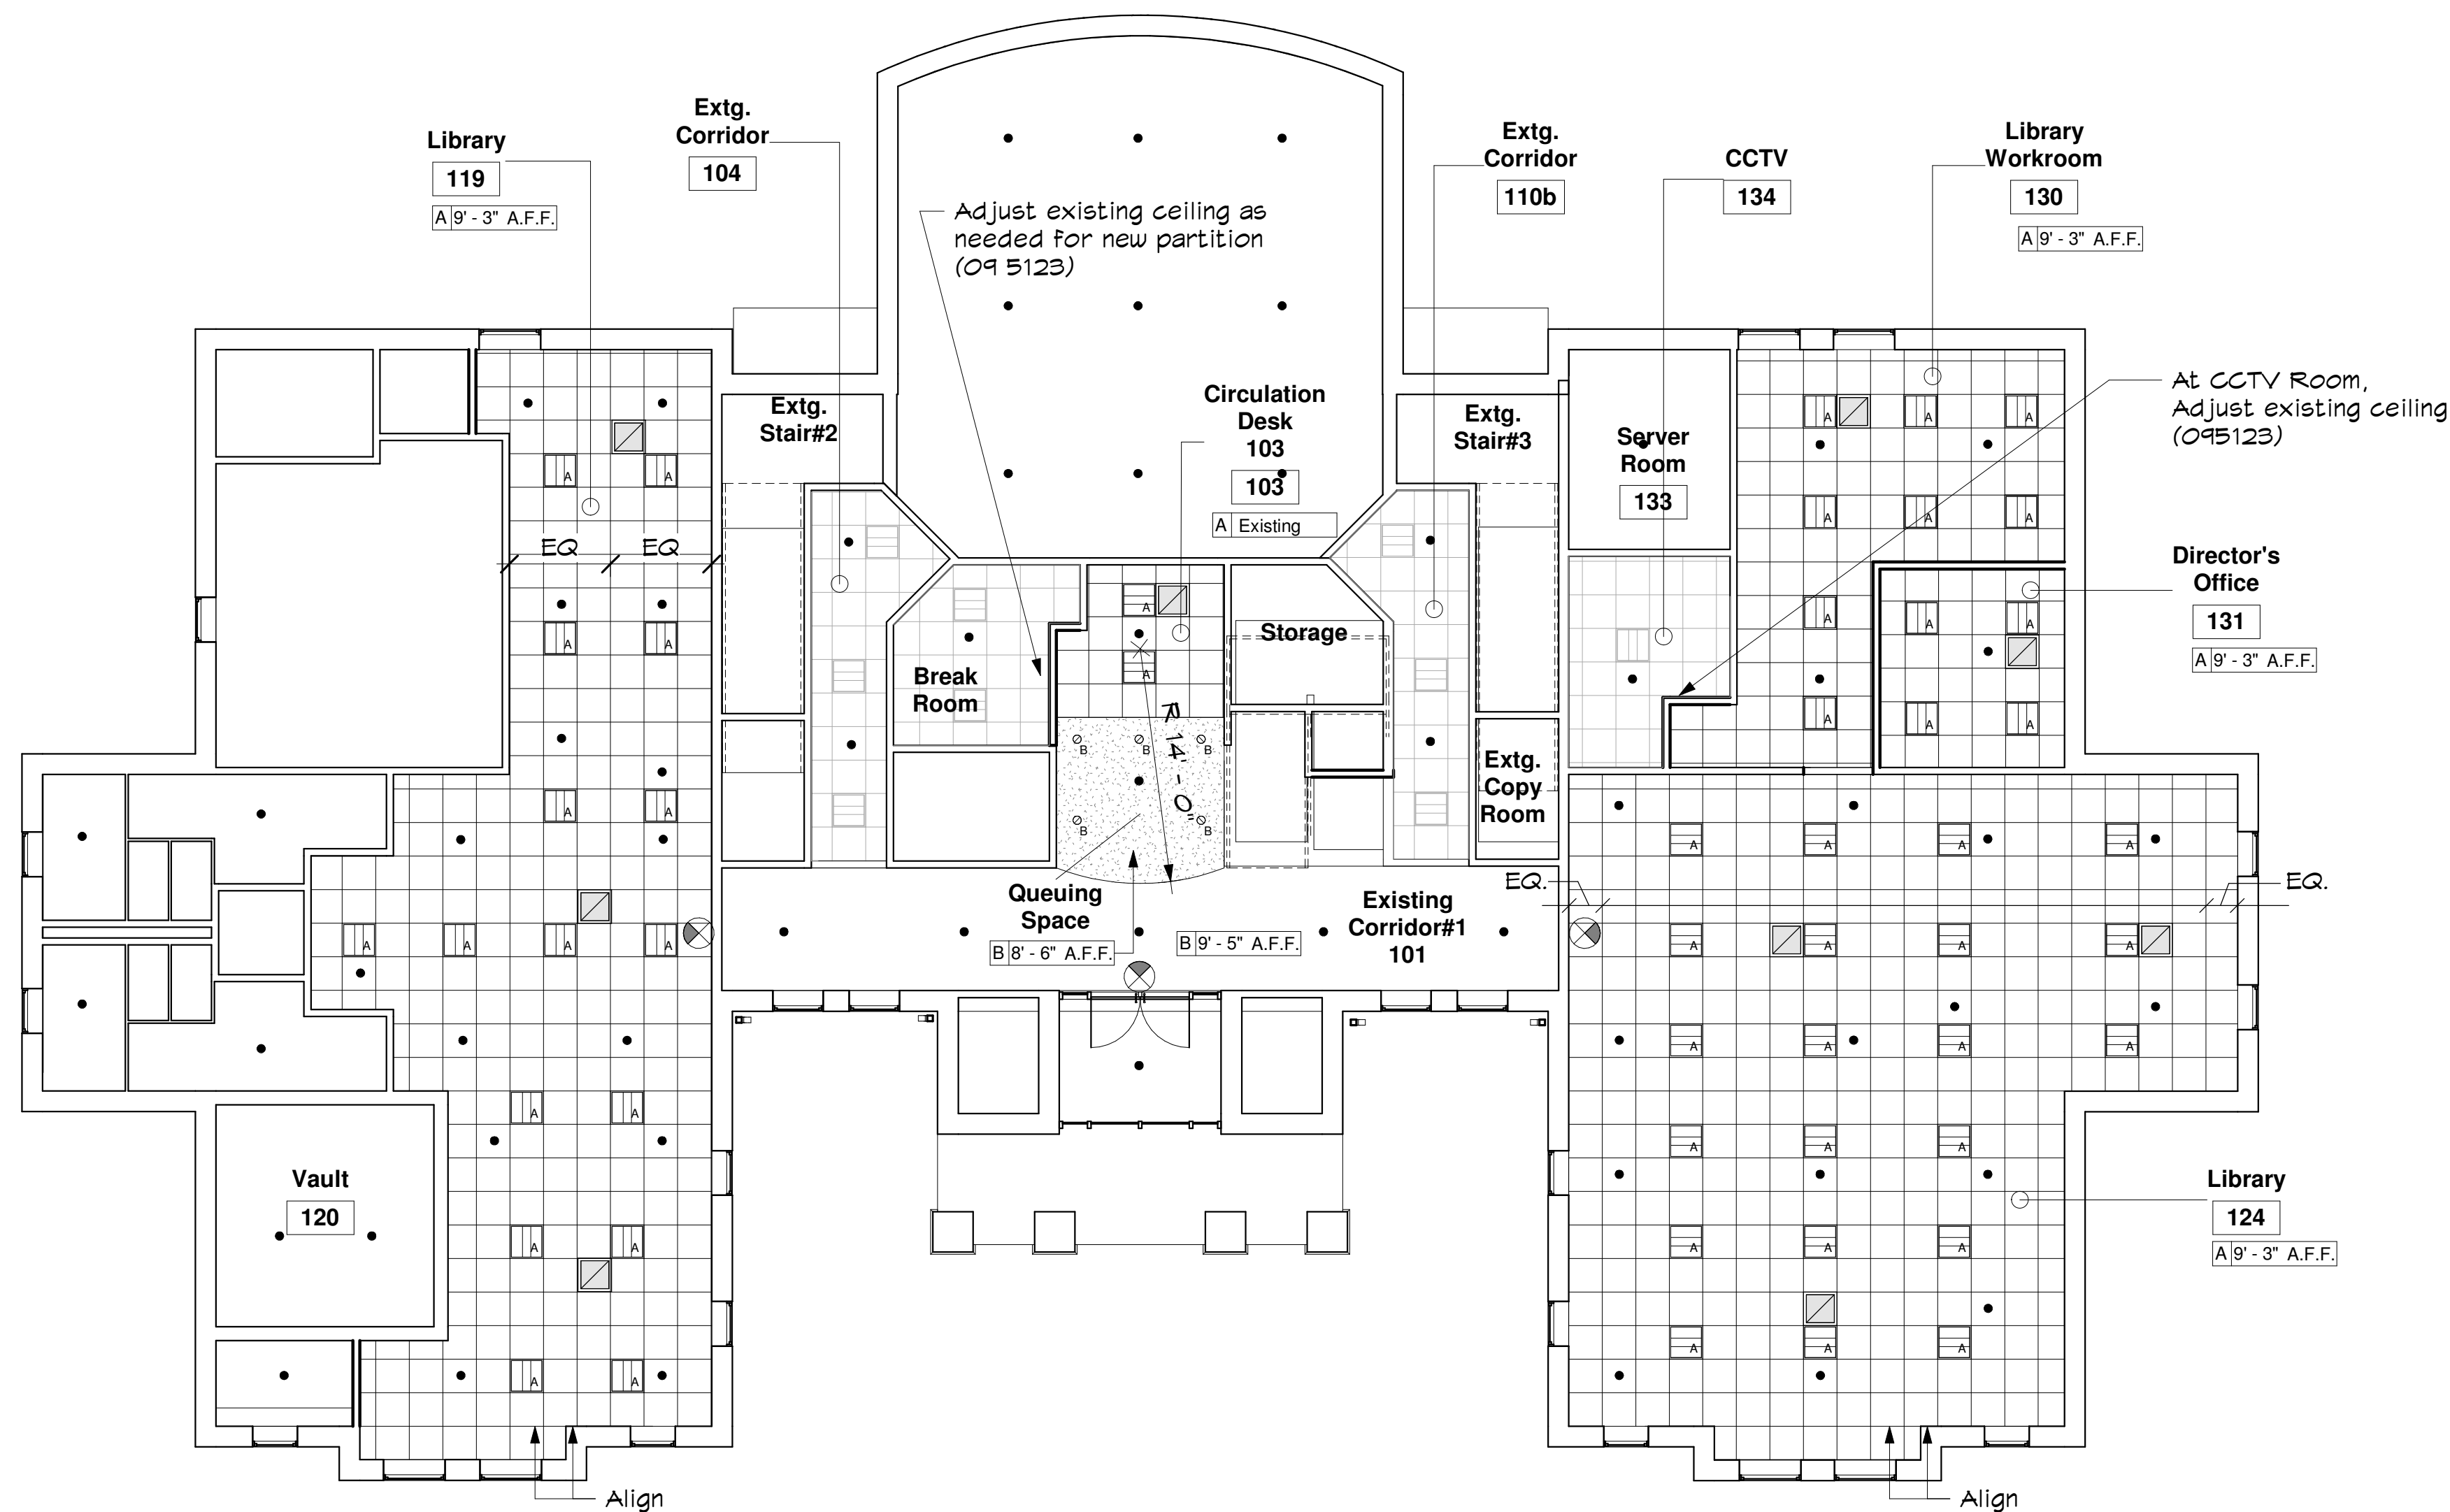 Library
119
A 9' - 3" A.F.F.
Extg.
Corridor
104
Adjust existing ceiling as
needed for new partition
(09 5123)
Extg.
Corridor
110b
CCTV
134
Library
Workroom
130
A 9' - 3" A.F.F.
At CCTV Room,
Adjust existing ceiling
(095123)
Extg.
Stair#2
Circulation
Desk
103
103
A Existing
Extg.
Stair#3
Server
Room
133
EQ EQ
Director's
Office
131
A 9' - 3" A.F.F.
Storage
Break
Room
R 14' - 0"
Extg.
Copy
Room
EQ.
EQ.
Queuing
Space
B 8' - 6" A.F.F.
B 9' - 5" A.F.F.
Existing
Corridor#1
101
Vault
120
Library
124
A 9' - 3" A.F.F.
Align
Align
A A
A A
A A
A A A A
A A
A A
A A
A
A
B B B
B B
A A A
A A A
A
A
A A
A A
A A A A
A A A A
A A A A
A A A
A A A
A A A